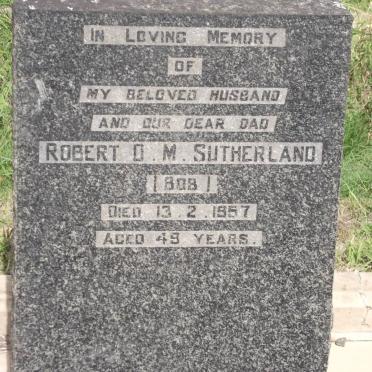 IN LOVING MEMORY
OF
MY BELOVED HUSBAND
AND OUR DEAR DAD
ROBERT D. M. SUTHERLAND
(BOB)
DIED 13.2.1957
AGED 49 YEARS.